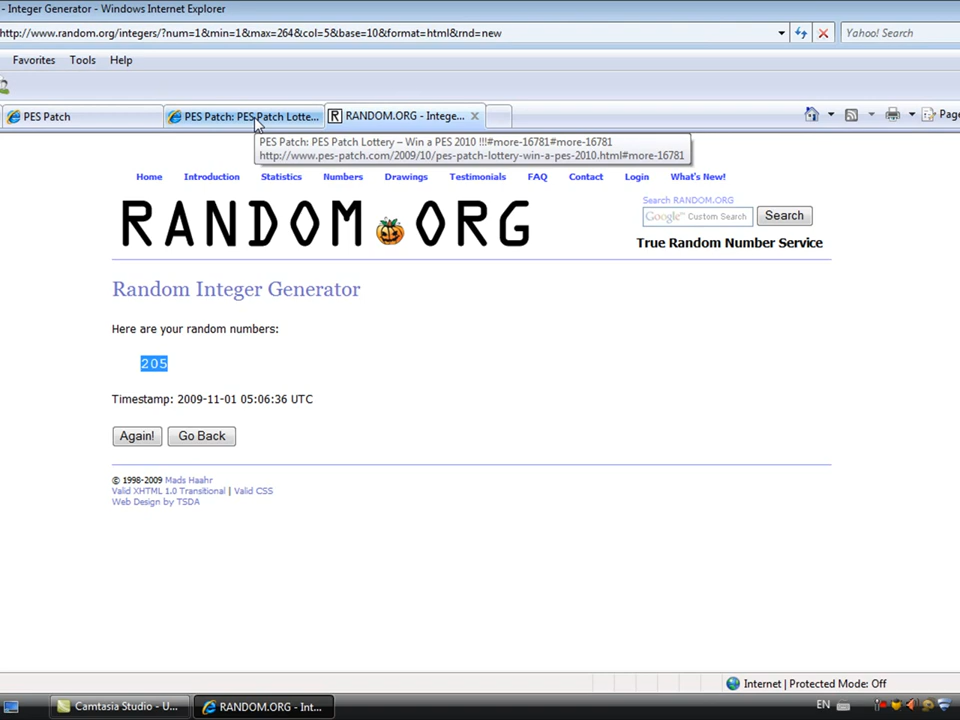 - Integer Generator - Windows Internet Explorer
http://www.random.org/integers/?num=1&min=1&max=264&col=5&base=10&format=html&rnd=new
Yahoo! Search
Favorites Tools Help
PES Patch
PES Patch: PES Patch Lotte...
RANDOM.ORG - Intege...
Page
PES Patch: PES Patch Lottery – Win a PES 2010 !!!#more-16781#more-16781
http://www.pes-patch.com/2009/10/pes-patch-lottery-win-a-pes-2010.html#more-16781
Home Introduction Statistics Numbers Drawings Testimonials FAQ Contact Login What's New!
RANDOM.ORG
Search RANDOM.ORG
Google™ Custom Search Search
True Random Number Service
Random Integer Generator
Here are your random numbers:
205
Timestamp: 2009-11-01 05:06:36 UTC
Again! Go Back
© 1998-2009 Mads Haahr
Valid XHTML 1.0 Transitional | Valid CSS
Web Design by TSDA
Internet | Protected Mode: Off
Camtasia Studio - U...
RANDOM.ORG - Int...
EN